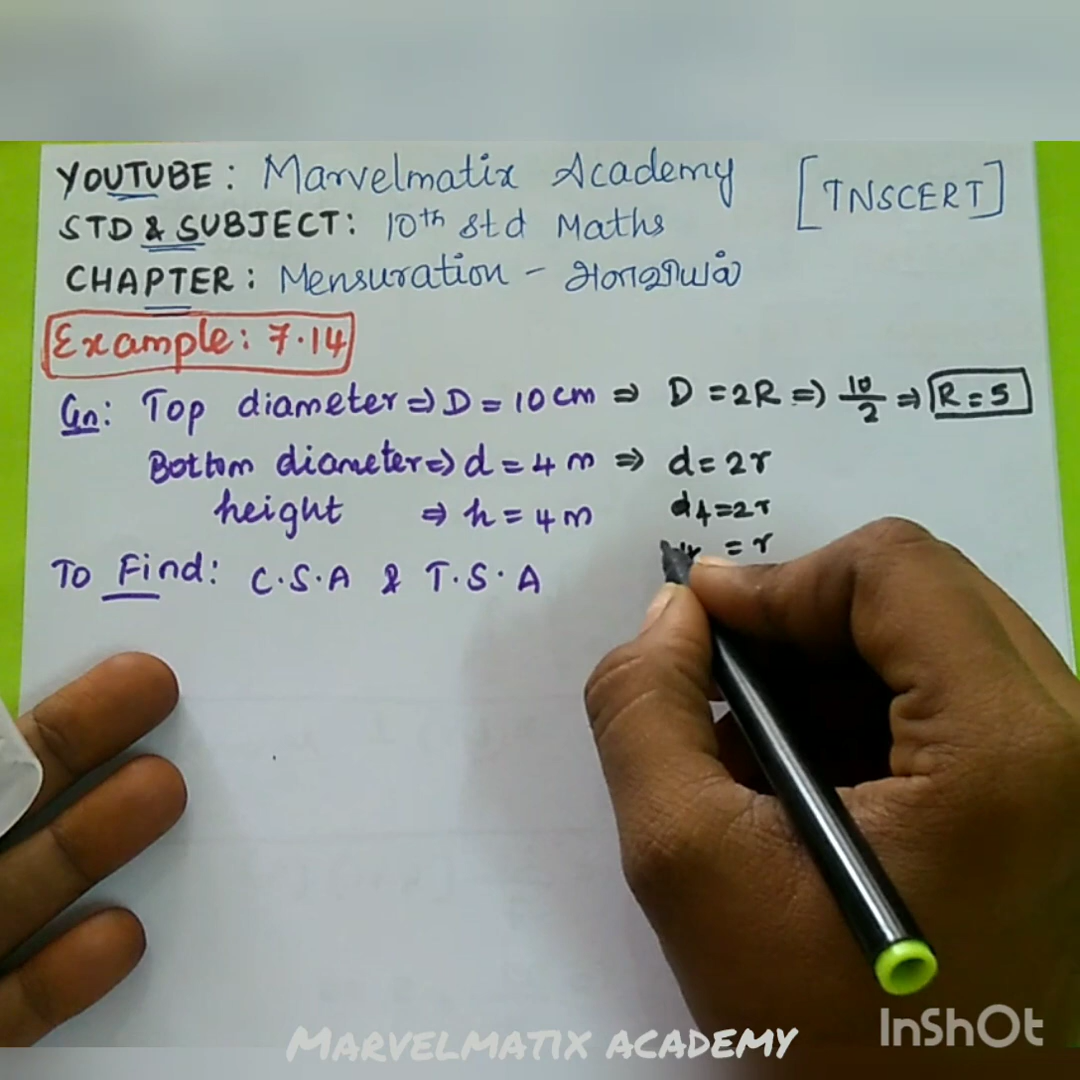 YOUTUBE: Marvelmatix Academy [TNSCERT]
STD & SUBJECT: 10th std Maths
CHAPTER: Mensuration - அளவியல்
Example: 7.14
Gn: Top diameter ⇒ D = 10 cm ⇒ D = 2R ⇒ 10/2 ⇒ R = 5
Bottom diameter ⇒ d = 4 m ⇒ d = 2r
height ⇒ h = 4 m
d 4 = 2r
= r
To Find: C.S.A & T.S.A
InShOt
MARVELMATIX ACADEMY